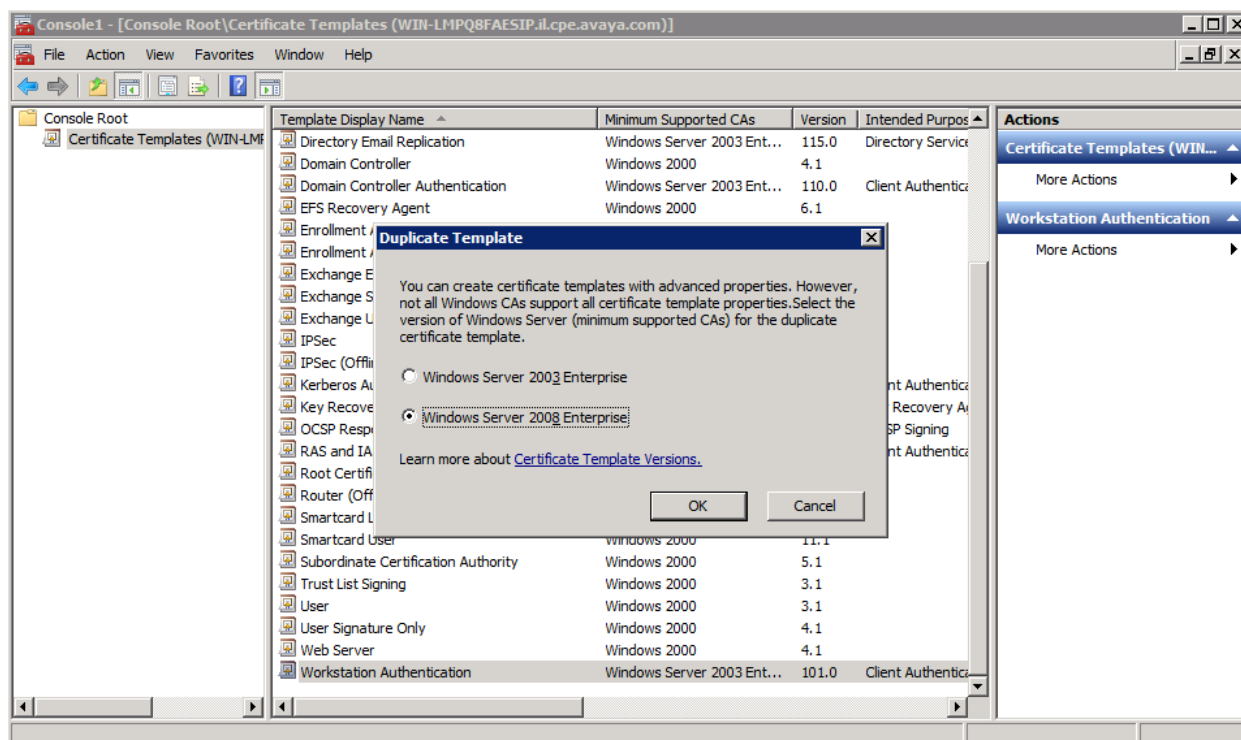 Console1 - [Console Root\Certificate Templates (WIN-LMPQ8FAESIP.il.cpe.avaya.com)]
File Action View Favorites Window Help
Console Root
Certificate Templates (WIN-LMP
Template Display Name Minimum Supported CAs Version Intended Purpos
Directory Email Replication Windows Server 2003 Ent... 115.0 Directory Service
Domain Controller Windows 2000 4.1
Domain Controller Authentication Windows Server 2003 Ent... 110.0 Client Authentica
EFS Recovery Agent Windows 2000 6.1
Enrollment
Enrollment
Exchange E
Exchange S
Exchange U
IPSec
IPSec (Offli
Kerberos Au nt Authentica
Key Recove Recovery Ag
OCSP Resp SP Signing
RAS and IA nt Authentica
Root Certifi
Router (Off
Smartcard L
Smartcard User Windows 2000 11.1
Subordinate Certification Authority Windows 2000 5.1
Trust List Signing Windows 2000 3.1
User Windows 2000 3.1
User Signature Only Windows 2000 4.1
Web Server Windows 2000 4.1
Workstation Authentication Windows Server 2003 Ent... 101.0 Client Authentica
Duplicate Template
You can create certificate templates with advanced properties. However,
not all Windows CAs support all certificate template properties.Select the
version of Windows Server (minimum supported CAs) for the duplicate
certificate template.
Windows Server 2003 Enterprise
Windows Server 2008 Enterprise
Learn more about Certificate Template Versions.
OK Cancel
Actions
Certificate Templates (WIN...
More Actions
Workstation Authentication
More Actions